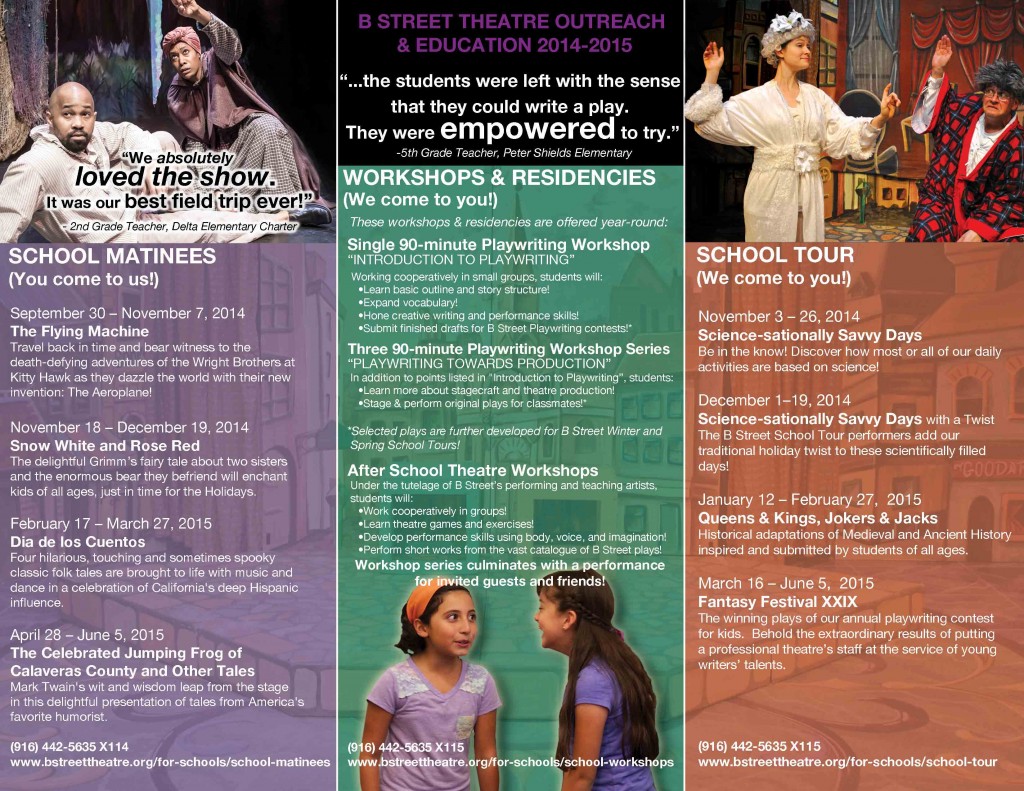 “We absolutely
loved the show.
It was our best field trip ever!”
- 2nd Grade Teacher, Delta Elementary Charter
SCHOOL MATINEES
(You come to us!)
September 30 – November 7, 2014
The Flying Machine
Travel back in time and bear witness to the
death-defying adventures of the Wright Brothers at
Kitty Hawk as they dazzle the world with their new
invention: The Aeroplane!
November 18 – December 19, 2014
Snow White and Rose Red
The delightful Grimm's fairy tale about two sisters
and the enormous bear they befriend will enchant
kids of all ages, just in time for the Holidays.
February 17 – March 27, 2015
Dia de los Cuentos
Four hilarious, touching and sometimes spooky
classic folk tales are brought to life with music and
dance in a celebration of California's deep Hispanic
influence.
April 28 – June 5, 2015
The Celebrated Jumping Frog of
Calaveras County and Other Tales
Mark Twain's wit and wisdom leap from the stage
in this delightful presentation of tales from America's
favorite humorist.
(916) 442-5635 X114
www.bstreettheatre.org/for-schools/school-matinees
B STREET THEATRE OUTREACH
& EDUCATION 2014-2015
“...the students were left with the sense
that they could write a play.
They were empowered to try.”
-5th Grade Teacher, Peter Shields Elementary
WORKSHOPS & RESIDENCIES
(We come to you!)
These workshops & residencies are offered year-round:
Single 90-minute Playwriting Workshop
“INTRODUCTION TO PLAYWRITING”
Working cooperatively in small groups, students will:
•Learn basic outline and story structure!
•Expand vocabulary!
•Hone creative writing and performance skills!
•Submit finished drafts for B Street Playwriting contests!*
Three 90-minute Playwriting Workshop Series
“PLAYWRITING TOWARDS PRODUCTION”
In addition to points listed in “Introduction to Playwriting”, students:
•Learn more about stagecraft and theatre production!
•Stage & perform original plays for classmates!*
*Selected plays are further developed for B Street Winter and
Spring School Tours!
After School Theatre Workshops
Under the tutelage of B Street's performing and teaching artists,
students will:
•Work cooperatively in groups!
•Learn theatre games and exercises!
•Develop performance skills using body, voice, and imagination!
•Perform short works from the vast catalogue of B Street plays!
Workshop series culminates with a performance
for invited guests and friends!
(916) 442-5635 X115
www.bstreettheatre.org/for-schools/school-workshops
SCHOOL TOUR
(We come to you!)
November 3 – 26, 2014
Science-sationally Savvy Days
Be in the know! Discover how most or all of our daily
activities are based on science!
December 1–19, 2014
Science-sationally Savvy Days with a Twist
The B Street School Tour performers add our
traditional holiday twist to these scientifically filled
days!
January 12 – February 27, 2015
Queens & Kings, Jokers & Jacks
Historical adaptations of Medieval and Ancient History
inspired and submitted by students of all ages.
March 16 – June 5, 2015
Fantasy Festival XXIX
The winning plays of our annual playwriting contest
for kids. Behold the extraordinary results of putting
a professional theatre's staff at the service of young
writers' talents.
(916) 442-5635 X115
www.bstreettheatre.org/for-schools/school-tour